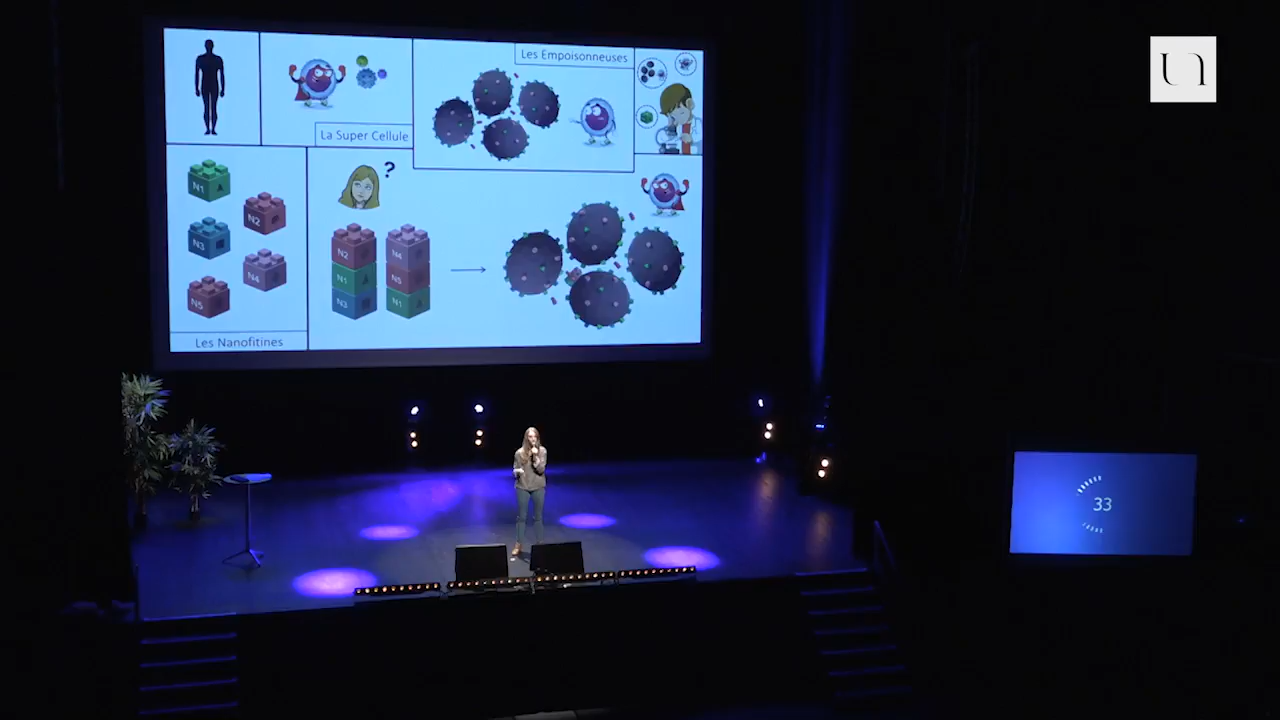 Les Empoisonneuses
La Super Cellule
?
N1
N2
N3
N4
N5
N2
N4
N1
N5
N3
N1
Les Nanofitines
33